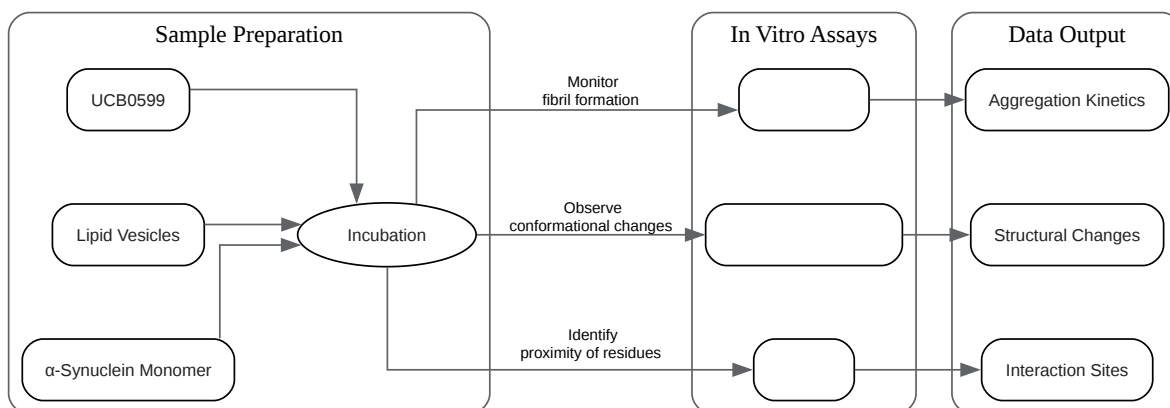 Sample Preparation
In Vitro Assays
Data Output
UCB0599
Monitor
fibril formation
Aggregation Kinetics
Lipid Vesicles
Incubation
Observe
conformational changes
Structural Changes
α-Synuclein Monomer
Identify
proximity of residues
Interaction Sites